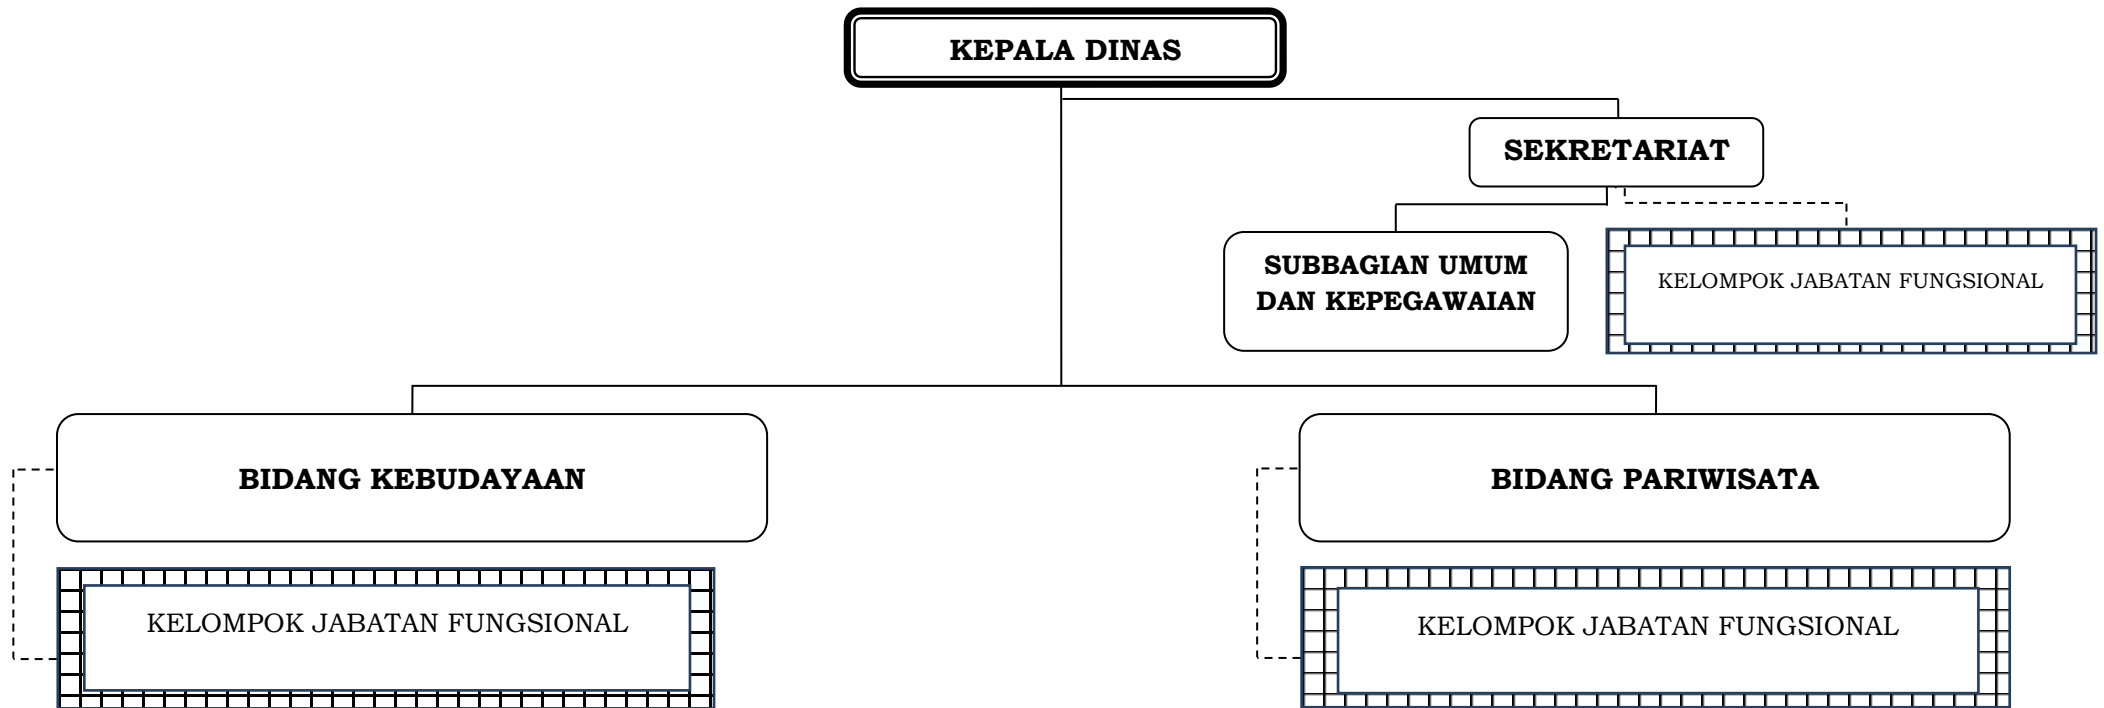 KEPALA DINAS
SEKRETARIAT
SUBBAGIAN UMUM
DAN KEPEGAWAIAN
KELOMPOK JABATAN FUNGSIONAL
BIDANG KEBUDAYAAN
BIDANG PARIWISATA
KELOMPOK JABATAN FUNGSIONAL
KELOMPOK JABATAN FUNGSIONAL